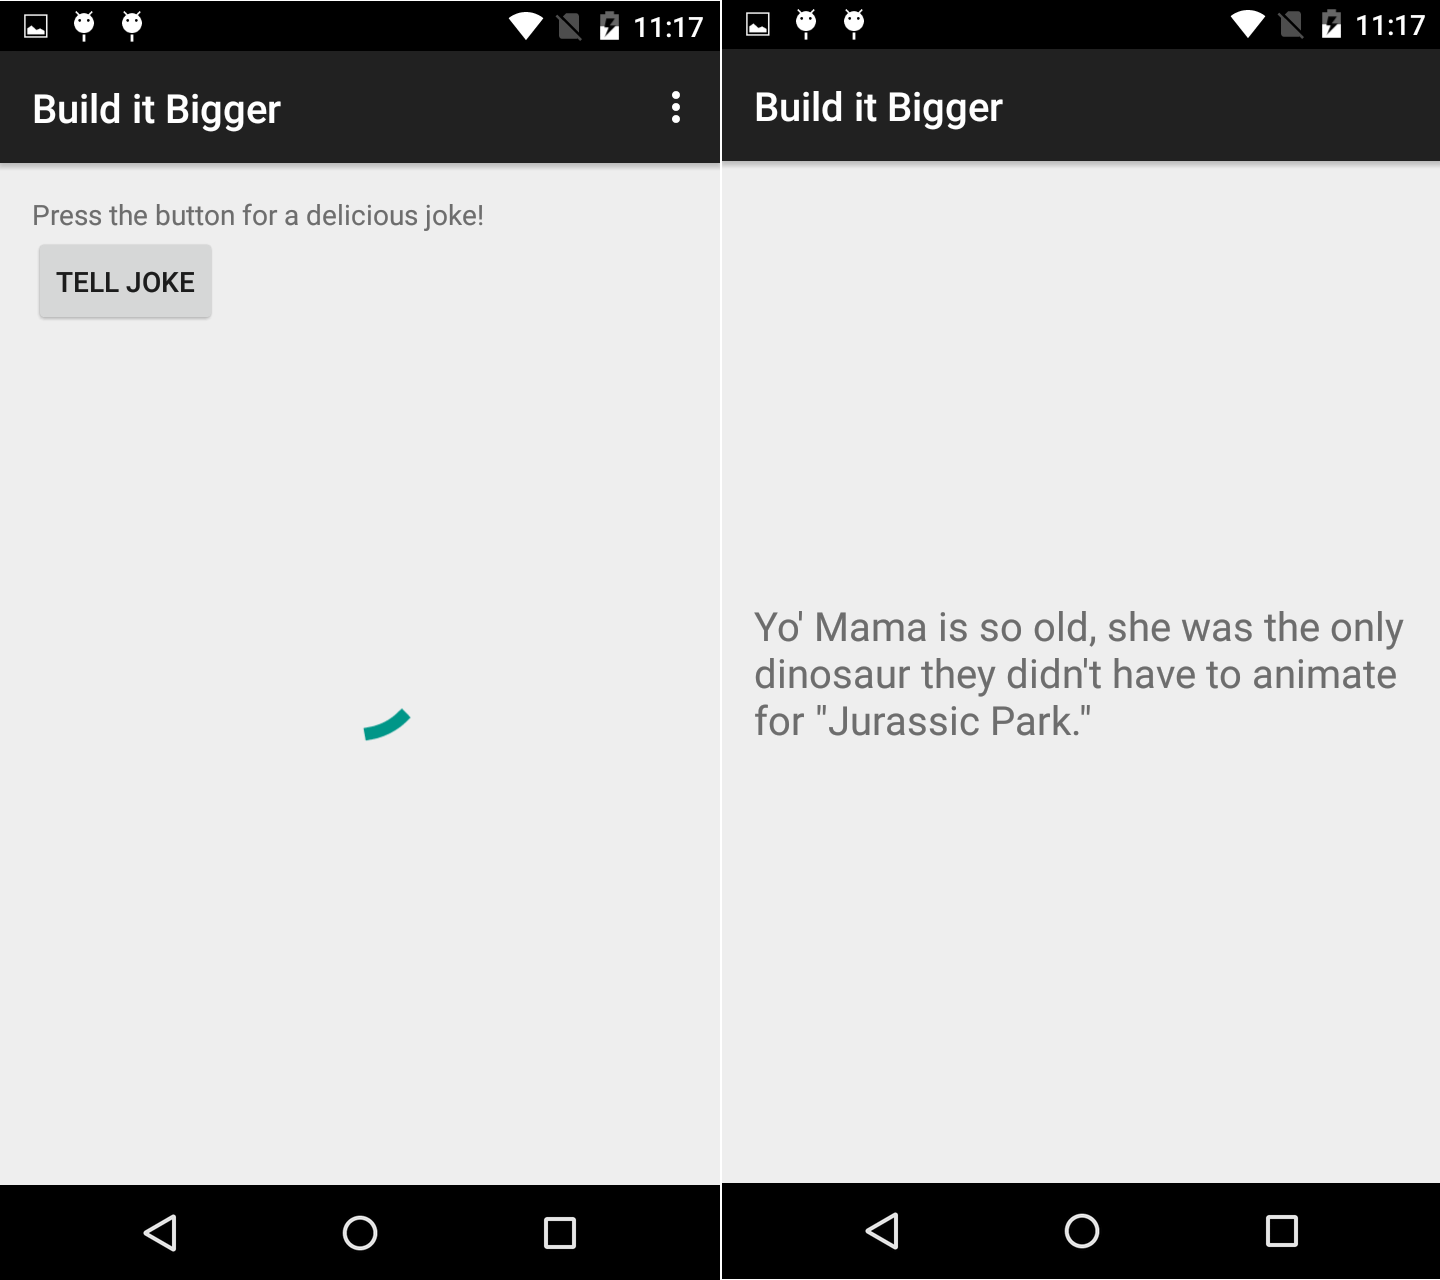 11:17
Build it Bigger
Press the button for a delicious joke!
TELL JOKE
11:17
Build it Bigger
Yo' Mama is so old, she was the only
dinosaur they didn't have to animate
for "Jurassic Park."